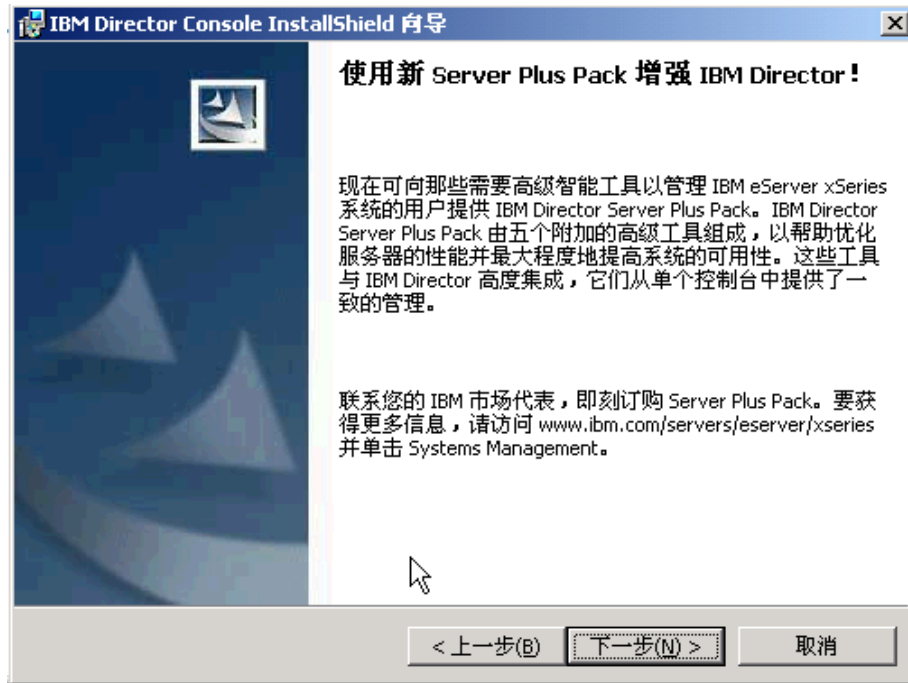 IBM Director Console InstallShield 向导
使用新 Server Plus Pack 增强 IBM Director！
现在可向那些需要高级智能工具以管理 IBM eServer xSeries
系统的用户提供 IBM Director Server Plus Pack。IBM Director
Server Plus Pack 由五个附加的高级工具组成，以帮助优化
服务器的性能并最大程度地提高系统的可用性。这些工具
与 IBM Director 高度集成，它们从单个控制台中提供了一
致的管理。
联系您的 IBM 市场代表，即刻订购 Server Plus Pack。要获
得更多信息，请访问 www.ibm.com/servers/eserver/xseries
并单击 Systems Management。
< 上一步(B) 下一步(N) > 取消